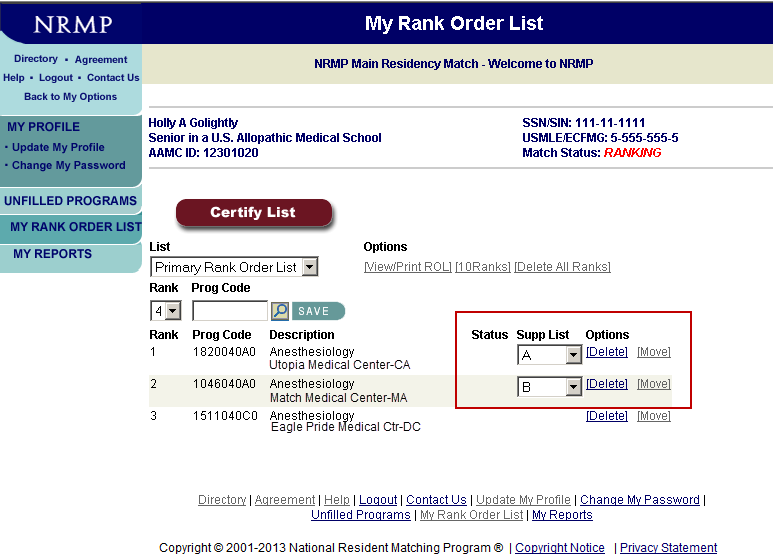 NRMP
My Rank Order List
Directory ▪ Agreement
Help ▪ Logout ▪ Contact Us
Back to My Options
NRMP Main Residency Match - Welcome to NRMP
MY PROFILE
· Update My Profile
· Change My Password
UNFILLED PROGRAMS
MY RANK ORDER LIST
MY REPORTS
Holly A Golightly SSN/SIN: 111-11-1111
Senior in a U.S. Allopathic Medical School USMLE/ECFMG: 5-555-555-5
AAMC ID: 12301020 Match Status: RANKING
Certify List
List Options
Primary Rank Order List [View/Print ROL] [10Ranks] [Delete All Ranks]
Rank Prog Code
4 SAVE
Rank Prog Code Description Status Supp List Options
1 1820040A0 Anesthesiology A [Delete] [Move]
Utopia Medical Center-CA
2 1046040A0 Anesthesiology B [Delete] [Move]
Match Medical Center-MA
3 1511040C0 Anesthesiology [Delete] [Move]
Eagle Pride Medical Ctr-DC
Directory | Agreement | Help | Logout | Contact Us | Update My Profile | Change My Password |
Unfilled Programs | My Rank Order List | My Reports
Copyright © 2001-2013 National Resident Matching Program ® | Copyright Notice | Privacy Statement